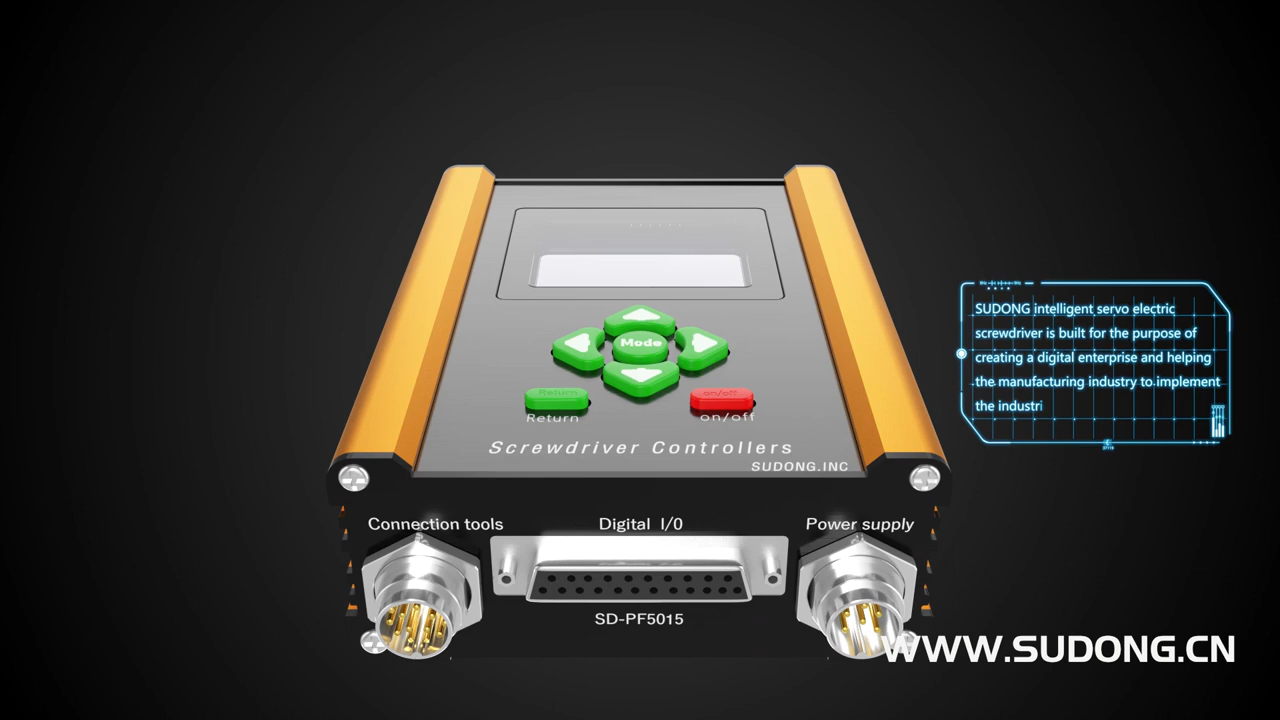 SUDONG intelligent servo electric
screwdriver is built for the purpose of
creating a digital enterprise and helping
the manufacturing industry to implement
the industri
Mode
Return
on/off
Return
on/off
Screwdriver Controllers
SUDONG.INC
Connection tools
Digital I/0
Power supply
SD-PF5015
WWW.SUDONG.CN